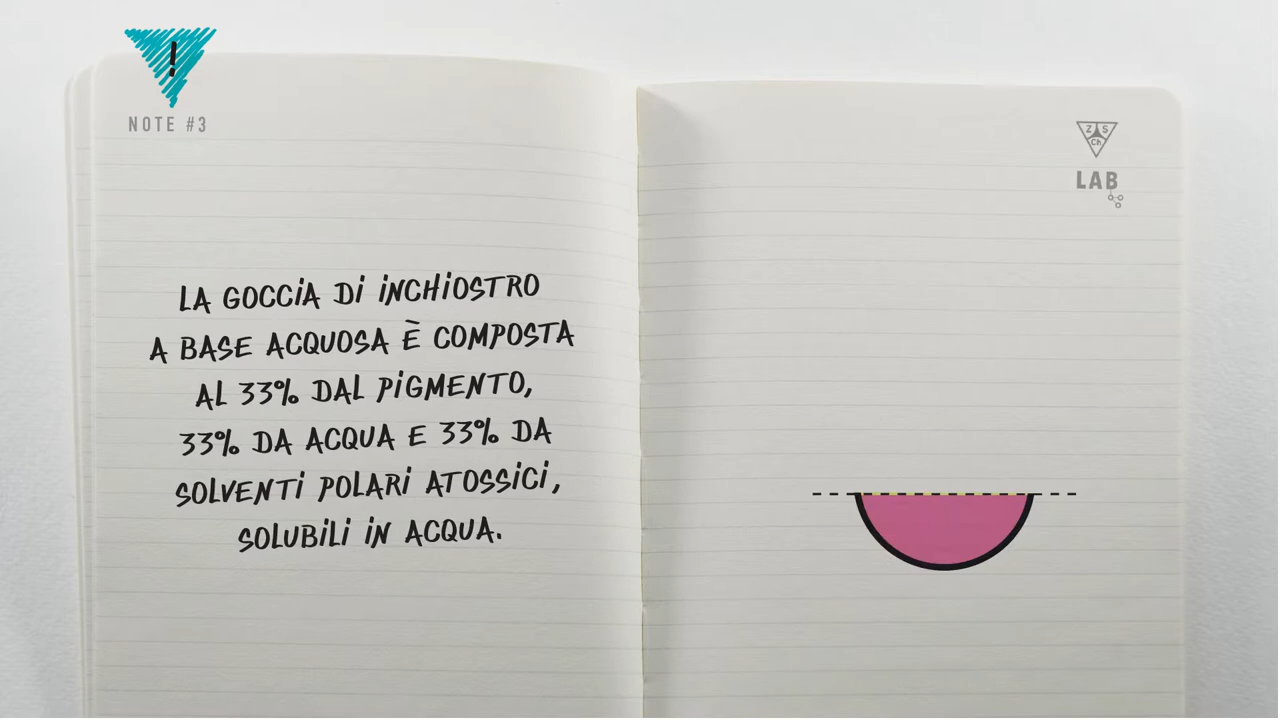 !
NOTE #3
LA GOCCIA DI INCHIOSTRO
A BASE ACQUOSA È COMPOSTA
AL 33% DAL PIGMENTO,
33% DA ACQUA E 33% DA
SOLVENTI POLARI ATOSSICI,
SOLUBILI IN ACQUA.
Z S
Ch
LAB